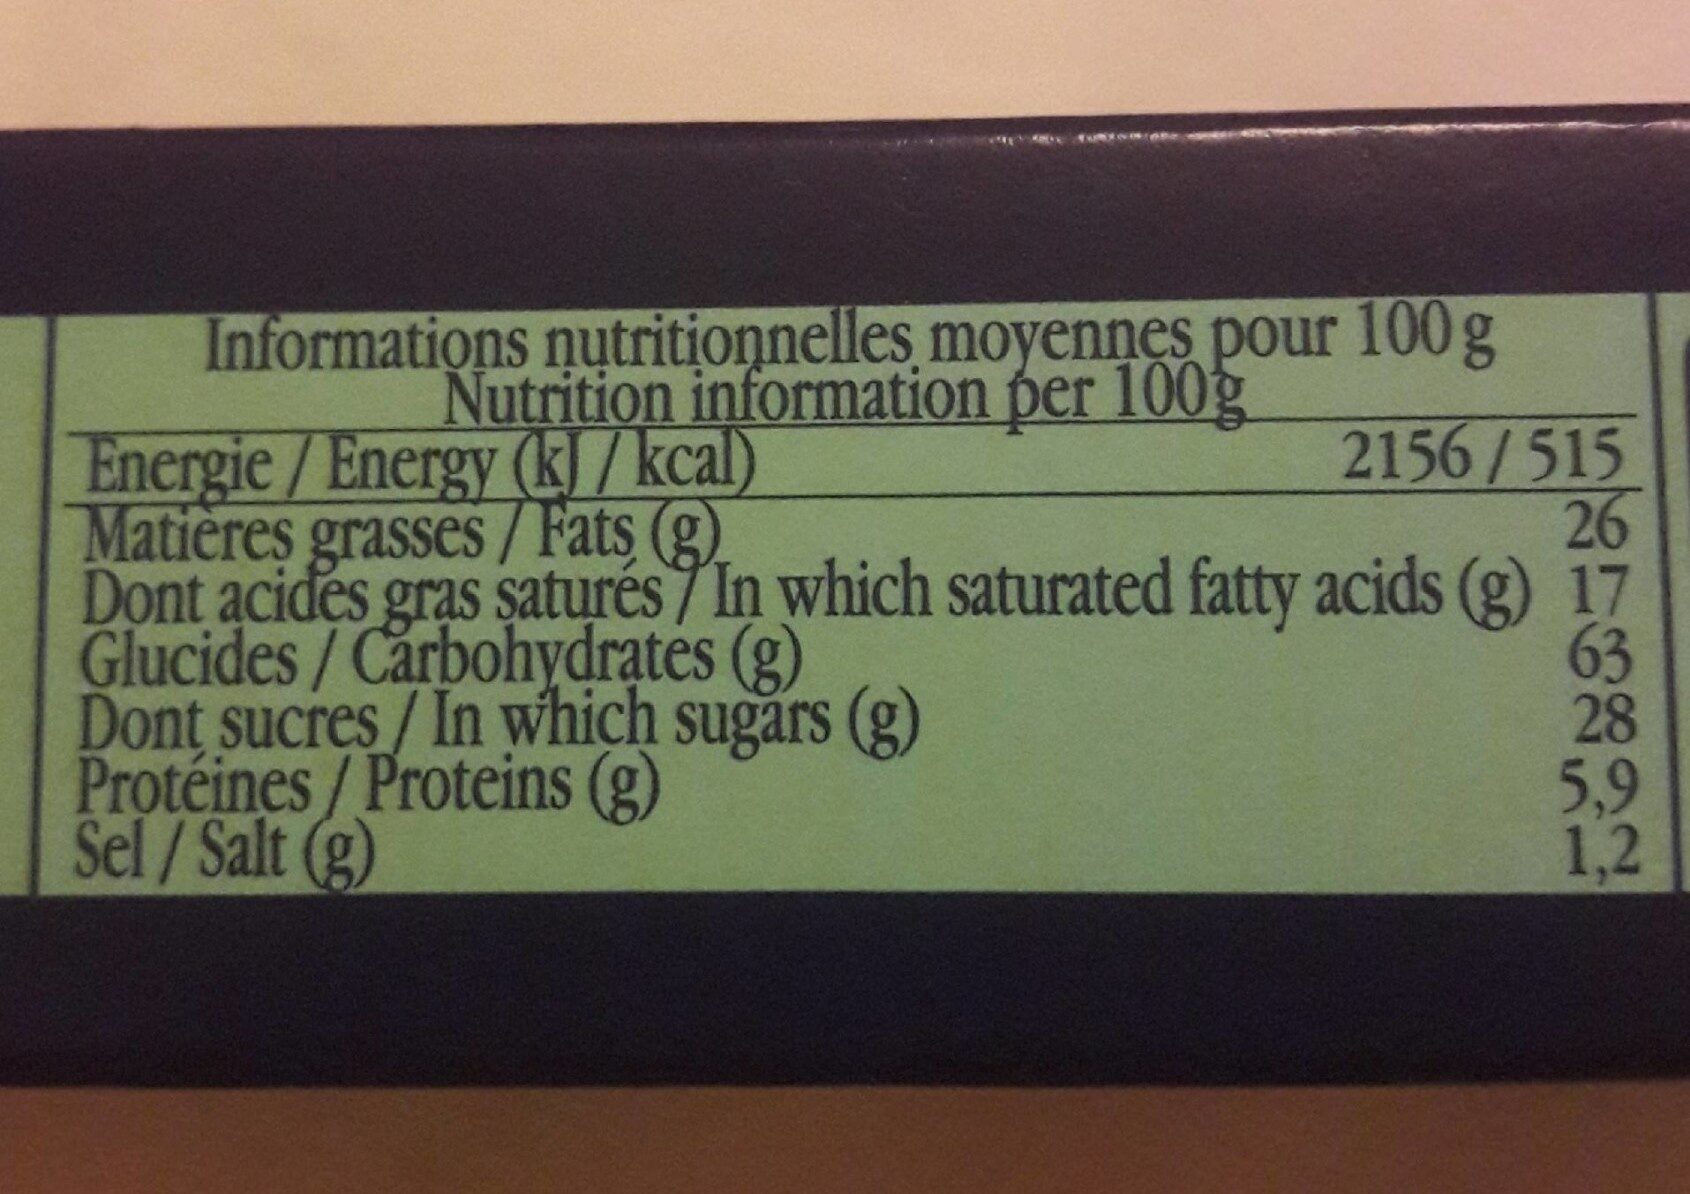 Informations nutritionnelles moyennes pour 100 g
Nutrition information per 100g
Energie / Energy (kJ / kcal) 2156 / 515
Matières grasses / Fats (g) 26
Dont acides gras saturés / In which saturated fatty acids (g) 17
Glucides / Carbohydrates (g) 63
Dont sucres / In which sugars (g) 28
Protéines / Proteins (g) 5,9
Sel / Salt (g) 1,2